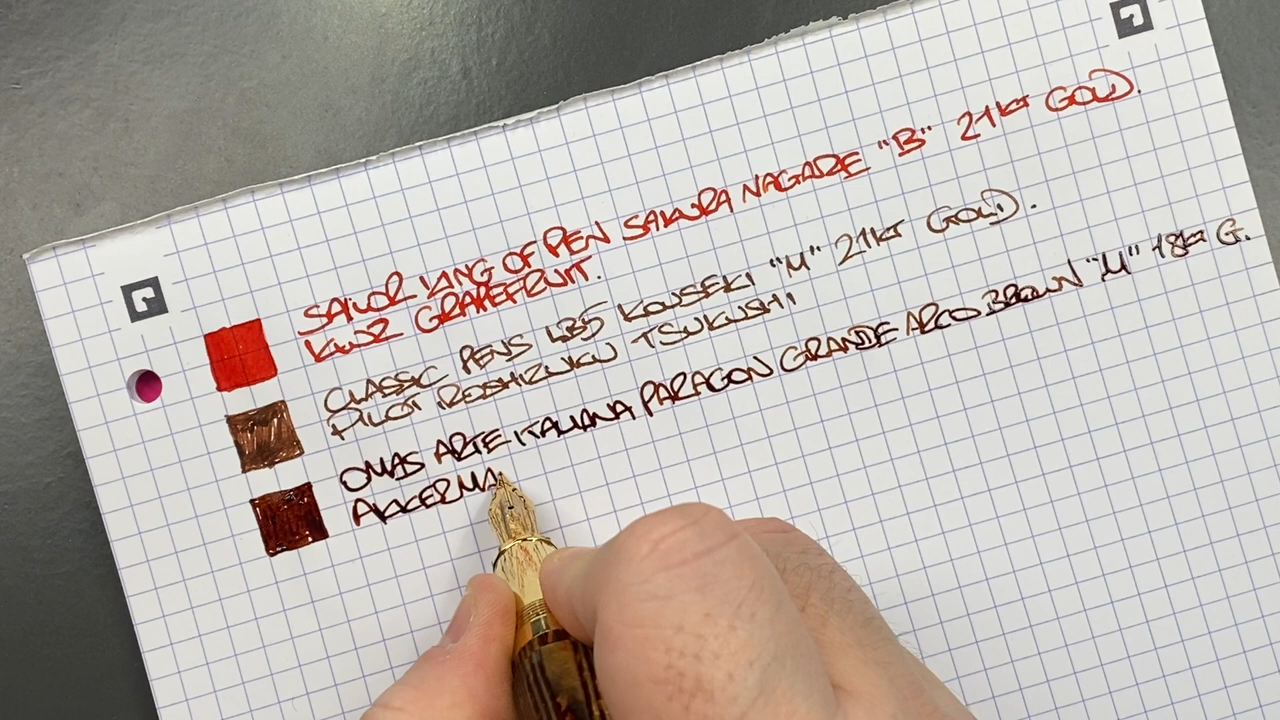 SAILOR KING OF PEN SAKURA NAGARE "B" 21kt GOLD.
KWZ GRAPEFRUIT.
CLASSIC PENS LB5 KOUSEKI "M" 21kt GOLD.
PILOT IROSHIZUKU TSUKUSHI
OMAS ARTE ITALIANA PARAGON GRANDE ARCO BROWN "M" 18kt G.
AKKERMA